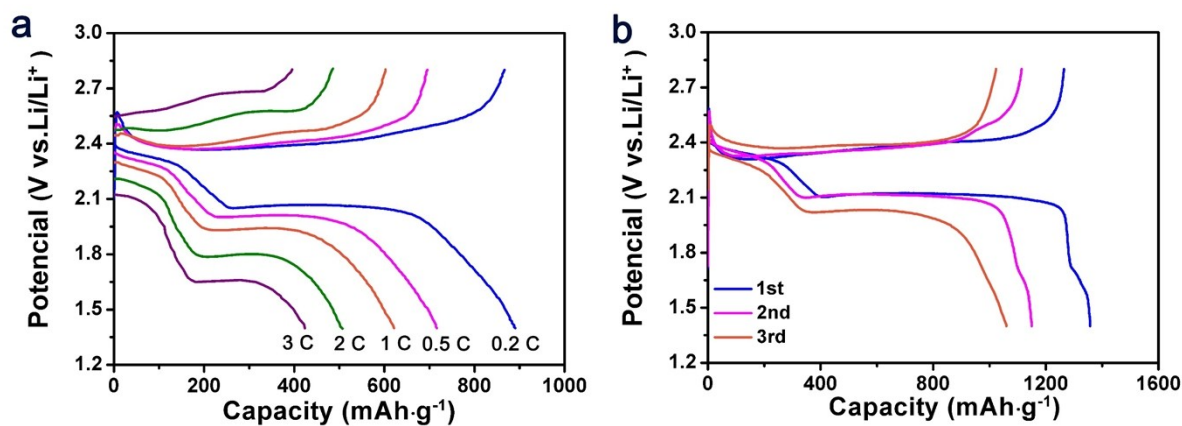 a
3.0
2.7
2.4
2.1
1.8
1.5
1.2
Potencial (V vs.Li/Li⁺)
3 C 2 C 1 C 0.5 C 0.2 C
0 200 400 600 800 1000
Capacity (mAh·g⁻¹)
b
3.0
2.7
2.4
2.1
1.8
1.5
1.2
Potencial (V vs.Li/Li⁺)
1st
2nd
3rd
0 400 800 1200 1600
Capacity (mAh·g⁻¹)